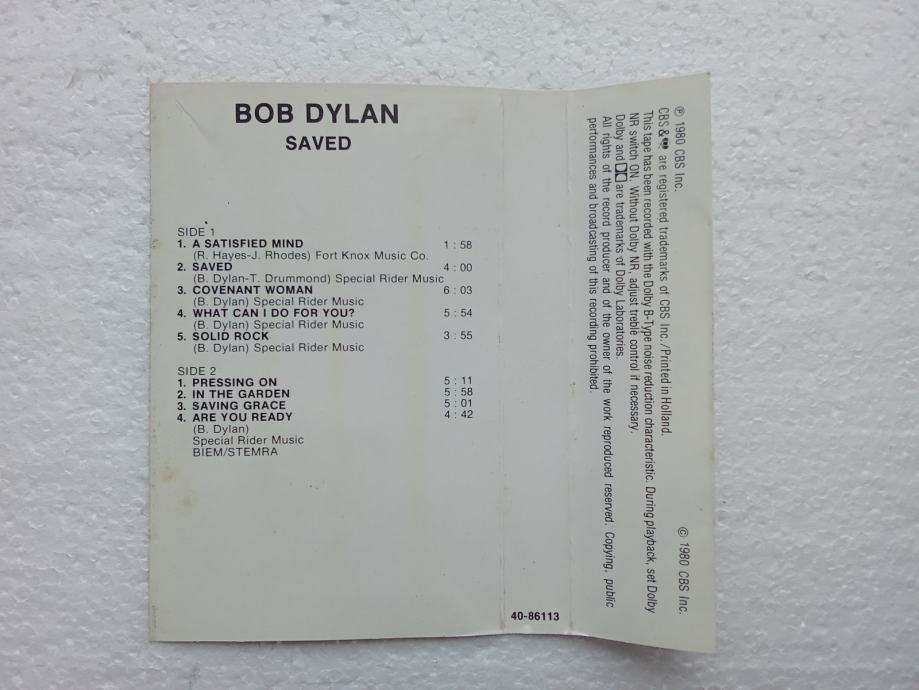 BOB DYLAN
SAVED
SIDE 1
1. A SATISFIED MIND 1 : 58
(R. Hayes-J. Rhodes) Fort Knox Music Co.
2. SAVED 4 : 00
(B. Dylan-T. Drummond) Special Rider Music
3. COVENANT WOMAN 6 : 03
(B. Dylan) Special Rider Music
4. WHAT CAN I DO FOR YOU? 5 : 54
(B. Dylan) Special Rider Music
5. SOLID ROCK 3 : 55
(B. Dylan) Special Rider Music
SIDE 2
1. PRESSING ON 5 : 11
2. IN THE GARDEN 5 : 58
3. SAVING GRACE 5 : 01
4. ARE YOU READY 4 : 42
(B. Dylan)
Special Rider Music
BIEM/STEMRA
40-86113
℗ 1980 CBS Inc. © 1980 CBS Inc.
CBS & are registered trademarks of CBS Inc./Printed in Holland.
This tape has been recorded with the Dolby B-Type noise reduction characteristic. During playback, set Dolby
NR switch ON. Without Dolby NR, adjust treble control if necessary.
Dolby and are trademarks of Dolby Laboratories.
All rights of the record producer and of the owner of the work reproduced reserved. Copying, public
performances and broadcasting of this recording prohibited.